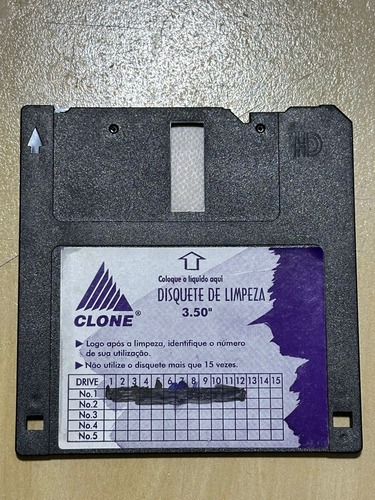 HD
Coloque o líquido aqui
DISQUETE DE LIMPEZA
3.50"
CLONE®
Logo após a limpeza, identifique o número
de sua utilização.
Não utilize o disquete mais que 15 vezes.
DRIVE 1 2 3 4 5 6 7 8 9 10 11 12 13 14 15
No.1
No.2
No.3
No.4
No.5